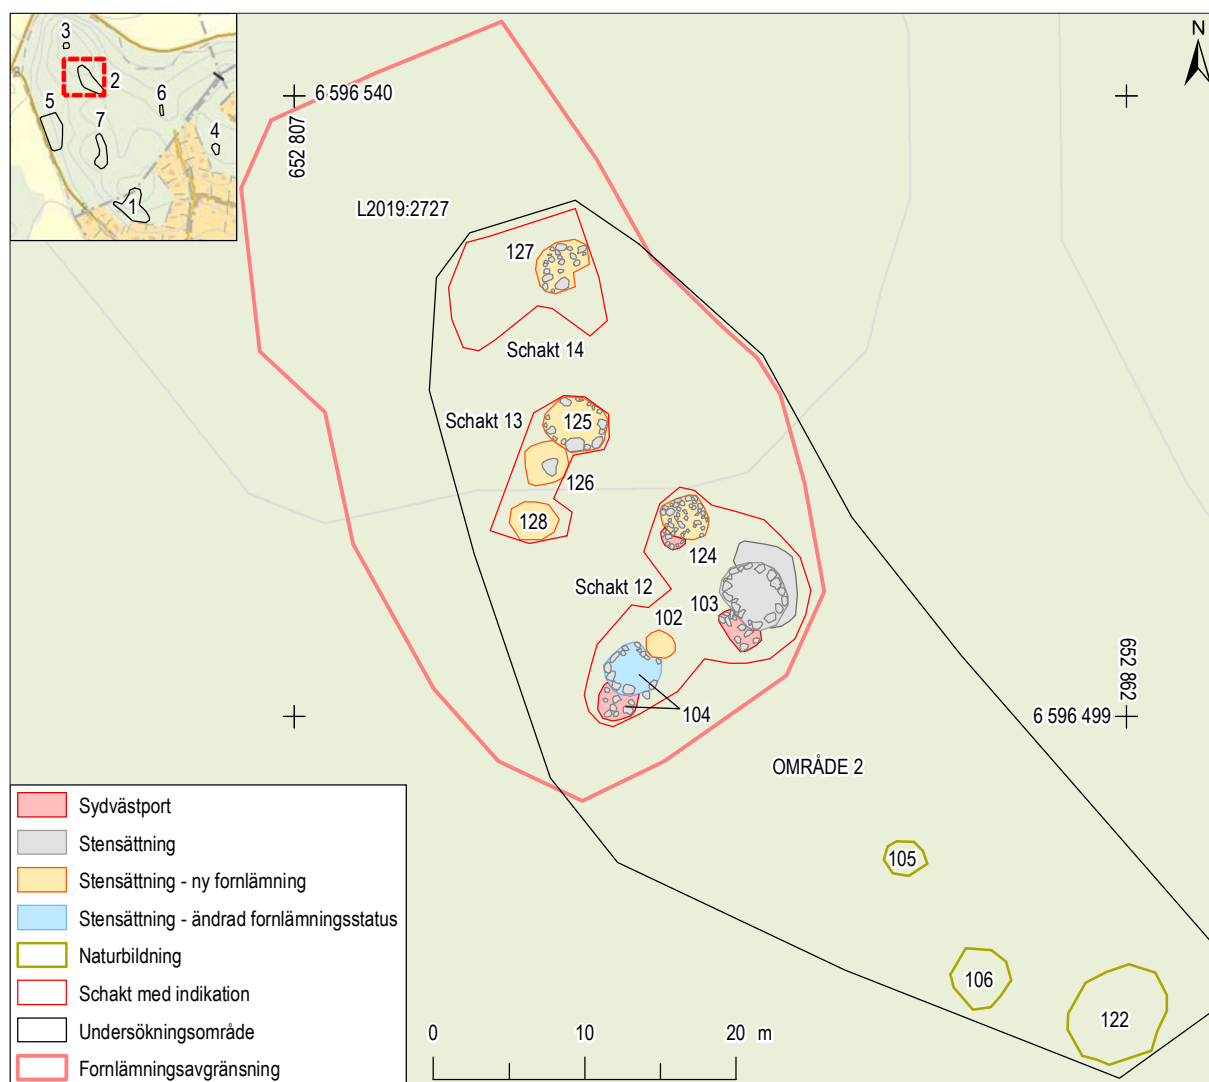 3
2
5
6
7
4
1
N
6 596 540
652 807
L2019:2727
127
Schakt 14
Schakt 13
125
126
128
124
Schakt 12
103
102
104
652 862
6 596 499
OMRÅDE 2
105
106
122
Sydvästport
Stensättning
Stensättning - ny fornlämning
Stensättning - ändrad fornlämningsstatus
Naturbildning
Schakt med indikation
Undersökningsområde
Fornlämningsavgränsning
0 10 20 m